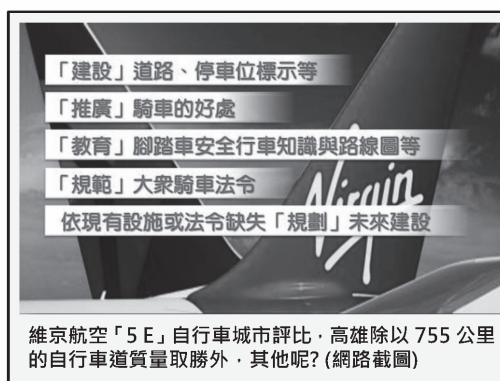 「建設」道路、停車位標示等
「推廣」騎車的好處
「教育」腳踏車安全行車知識與路線圖等
「規範」大眾騎車法令
依現有設施或法令缺失「規劃」未來建設
Virgin
維京航空「5 E」自行車城市評比，高雄除以 755 公里
的自行車道質量取勝外，其他呢? (網路截圖)